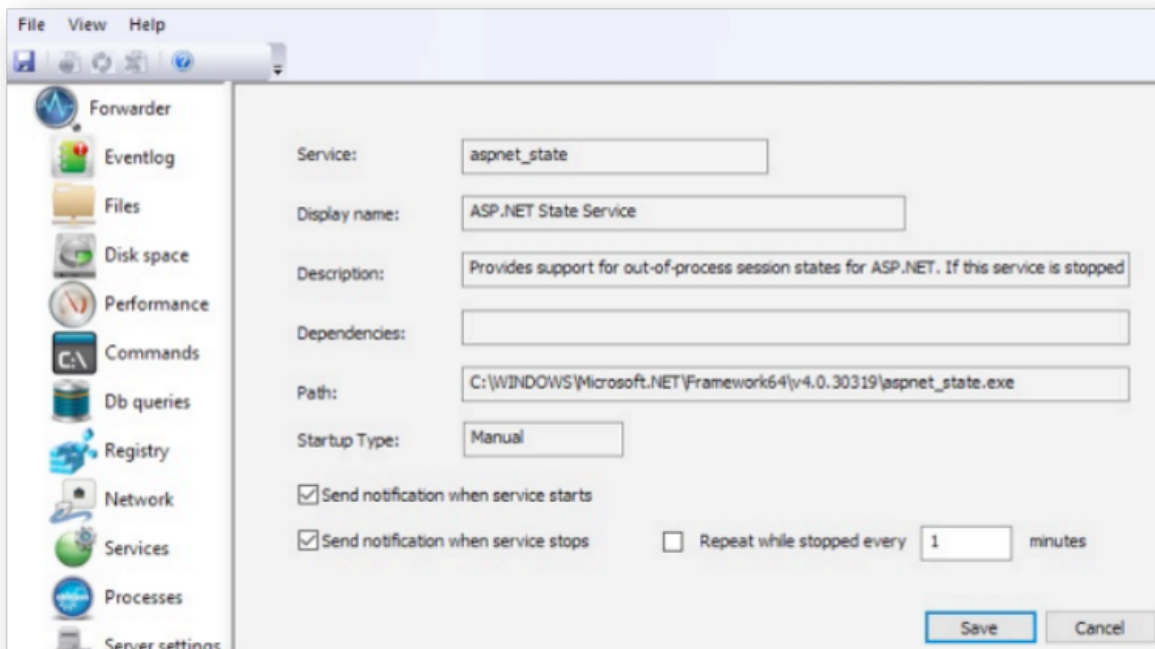 File View Help
Forwarder
Eventlog
Files
Disk space
Performance
C:\
Commands
Db queries
Registry
Network
Services
Processes
Server settings
Service: aspnet_state
Display name: ASP.NET State Service
Description: Provides support for out-of-process session states for ASP.NET. If this service is stopped
Dependencies:
Path: C:\WINDOWS\Microsoft.NET\Framework64\v4.0.30319\aspnet_state.exe
Startup Type: Manual
Send notification when service starts
Send notification when service stops Repeat while stopped every 1 minutes
Save Cancel